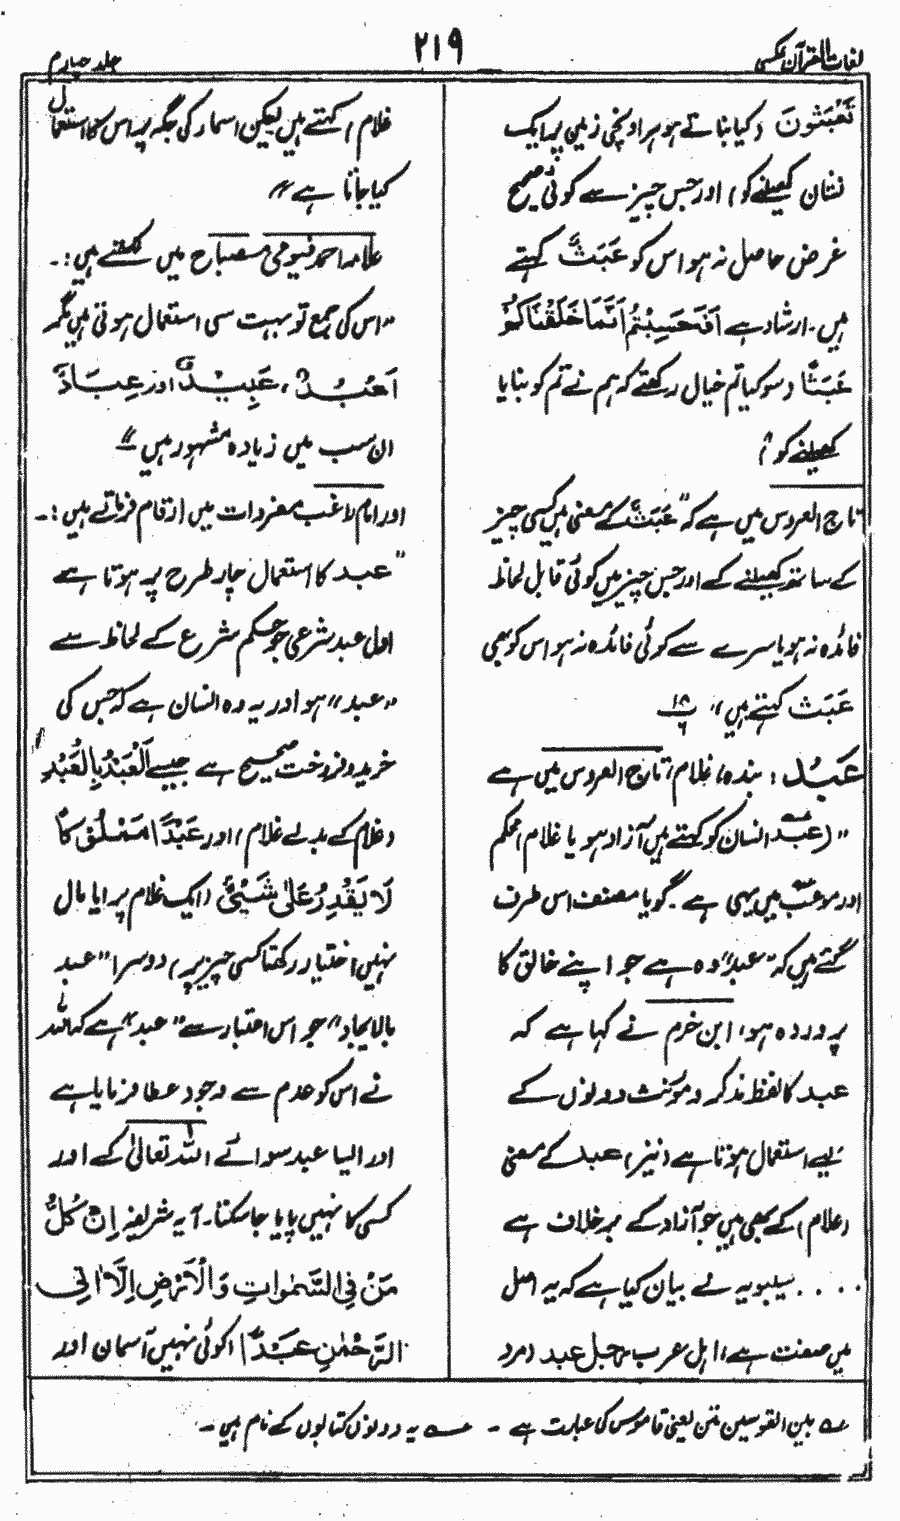 لغات القرآن عکسی
۲۱۹
جلد چہارم
تَعْبَثُونَ (کیا بناتے ہو ہر اونچی زمین پر ایک
نشان کھیلنے کو) اور جس چیز سے کوئی صحیح
غرض حاصل نہ ہو اس کو عَبَثٌ کہتے
ہیں۔ ارشاد ہے اَفَحَسِبْتُمْ اَنَّمَا خَلَقْنَاکُمْ
عَبَثًا (سو کیا تم خیال رکھتے کہ ہم نے تم کو بنایا
کھیلنے کو)
تاج العروس میں ہے کہ "عَبَثٌ کے معنی ہیں کسی چیز
کے ساتھ کھیلنے کے اور جس چیز میں کوئی قابل لحاظ
فائدہ نہ ہو یا سرے سے کوئی فائدہ نہ ہو اس کو بھی
عَبَث کہتے ہیں" ۱۸/۶
عَبْدٌ : بندہ، غلام، تاج العروس میں ہے
"(عبد انسان کو کہتے ہیں آزاد ہو یا غلام) محکم
اور موعب میں یہی ہے۔ گویا مصنف اس طرف
گئے ہیں کہ "عبد" وہ ہے جو اپنے خالق کا
پروردہ ہو، ابن حزم نے کہا ہے کہ
عبد کا لفظ مذکر و مؤنث دونوں کے
لیے استعمال ہوتا ہے (نیز) عبد کے معنی
(غلام) کے بھی ہیں جو آزاد کے برخلاف ہے
.... سیبویہ نے بیان کیا ہے کہ یہ اصل
میں صفت ہے، اہل عرب رجل عبد (مرد
غلام) کہتے ہیں لیکن اسماء کی جگہ پر اس کا استعمال
کیا جاتا ہے"
علامہ احمد فیومی مصباح میں لکھتے ہیں :۔
"اس کی جمع تو بہت سی استعمال ہوتی ہیں مگر
اَعْبُدٌ، عَبِیْدٌ اور عِبَادٌ
ان سب میں زیادہ مشہور ہیں"
اور امام راغب مفردات میں ارقام فرماتے ہیں :۔
"عبد کا استعمال چار طرح پر ہوتا ہے
اول عبد شرعی جو حکم شرع کے لحاظ سے
"عبد" ہو اور یہ وہ انسان ہے کہ جس کی
خرید و فروخت صحیح ہے جیسے اَلْعَبْدُ بِالْعَبْدِ
(غلام کے بدلے غلام) اور عَبْدًا مَّمْلُوْکًا
لَّا یَقْدِرُ عَلٰی شَیْئٍ (ایک غلام پرایا مال
نہیں اختیار رکھتا کسی چیز پر) دوسرا "عبد
بالایجاد" جو اس اعتبار سے "عبد" ہے کہ اللہ
نے اس کو عدم سے وجود عطا فرمایا ہے
اور ایسا عبد سوائے اللہ تعالیٰ کے اور
کسی کا نہیں پایا جا سکتا۔ آیہ شریفہ اِنْ کُلُّ
مَنْ فِی السَّمٰوَاتِ وَالْاَرْضِ اِلَّا اٰتِی
الرَّحْمٰنِ عَبْدًا (کوئی نہیں آسمان اور
بین القوسین متن یعنی قاموس کی عبارت ہے ۔ یہ دونوں کتابوں کے نام ہیں۔